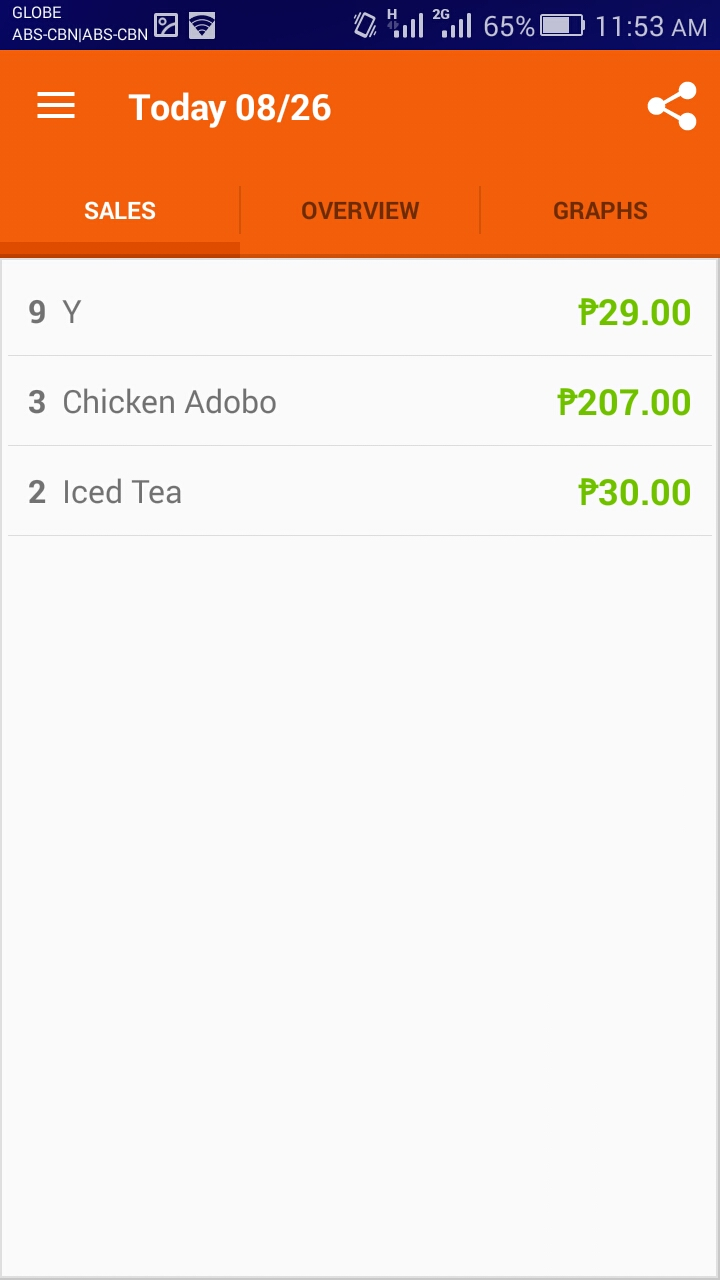 GLOBE
ABS-CBN|ABS-CBN H 2G 65% 11:53 AM
Today 08/26
SALES OVERVIEW GRAPHS
9 Y ₱29.00
3 Chicken Adobo ₱207.00
2 Iced Tea ₱30.00